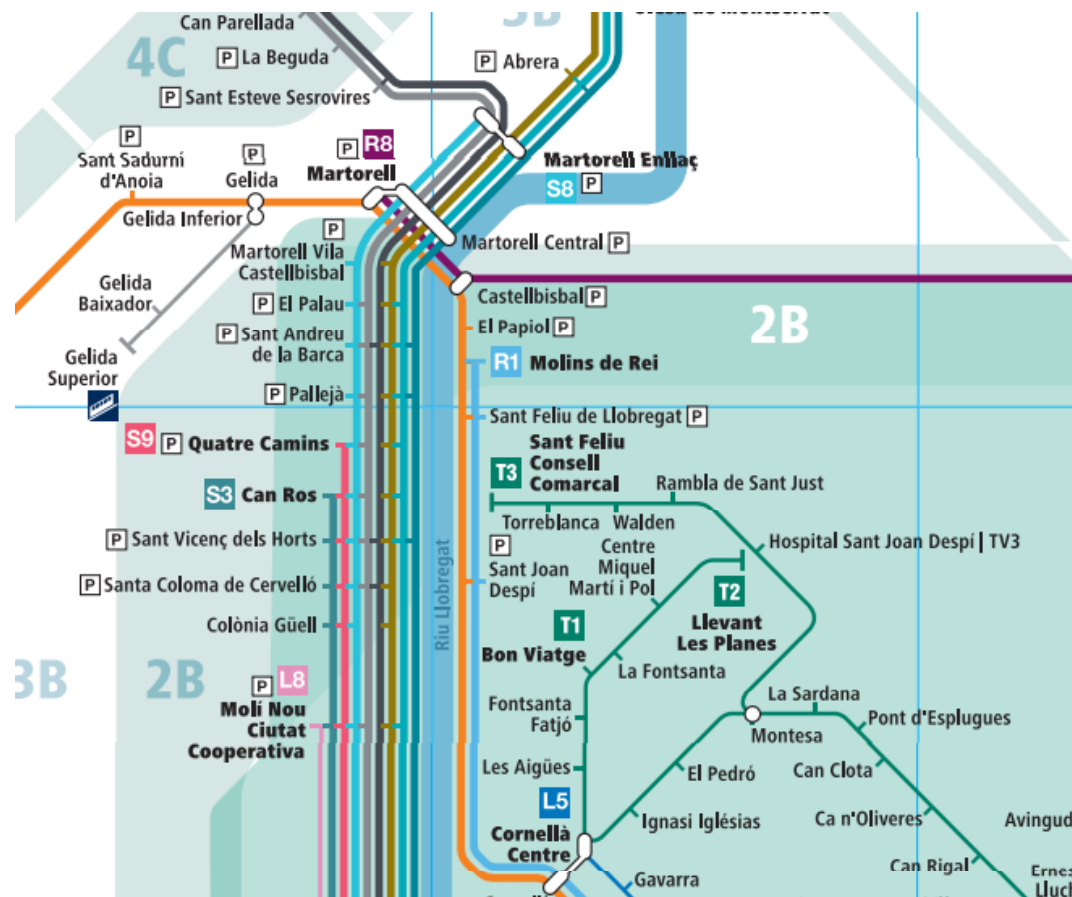 3B
Olesa de Montserrat
Can Parellada
4C
P La Beguda
P Abrera
P Sant Esteve Sesrovires
P
P R8
Martorell
Martorell Enllaç
S8 P
Sant Sadurní
d'Anoia
P
Gelida
Gelida Inferior
P
Martorell Vila
Castellbisbal
Martorell Central P
Gelida
Baixador
P El Palau
Castellbisbal P
2B
El Papiol P
P Sant Andreu
de la Barca
R1 Molins de Rei
Gelida
Superior
P Pallejà
Sant Feliu de Llobregat P
S9 P Quatre Camins
T3
Sant Feliu
Consell
Comarcal
Rambla de Sant Just
S3 Can Ros
Torreblanca
Walden
P Sant Vicenç dels Horts
P
Sant Joan
Despí
Centre
Miquel
Martí i Pol
Hospital Sant Joan Despí | TV3
P Santa Coloma de Cervelló
Riu Llobregat
T2
Llevant
Les Planes
Colònia Güell
T1
Bon Viatge
La Fontsanta
3B
2B
P L8
Molí Nou
Ciutat
Cooperativa
Fontsanta
Fatjó
La Sardana
Pont d'Esplugues
Montesa
Les Aigües
El Pedró
Can Clota
L5
Cornellà
Centre
Ignasi Iglésias
Ca n'Oliveres
Avingud
Can Rigal
Gavarra
Ernes
Lluch